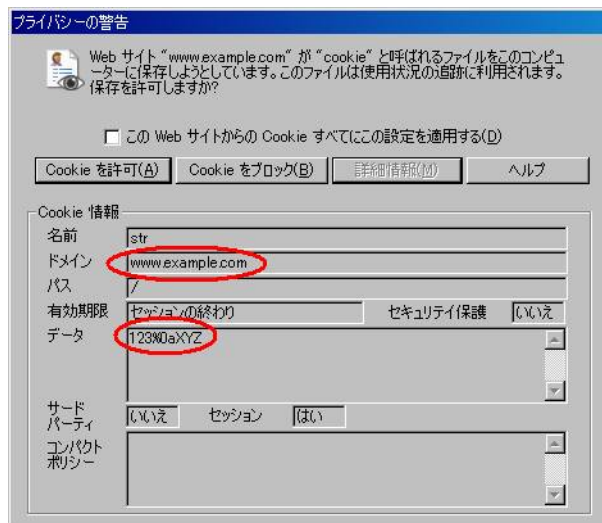 プライバシーの警告
Web サイト "www.example.com" が "cookie" と呼ばれるファイルをこのコンピュ
ーターに保存しようとしています。このファイルは使用状況の追跡に利用されます。
保存を許可しますか?
この Web サイトからの Cookie すべてにこの設定を適用する(D)
Cookie を許可(A) Cookie をブロック(B) 詳細情報(M) ヘルプ
Cookie 情報
名前 str
ドメイン www.example.com
パス /
有効期限 セッションの終わり セキュリティ保護 いいえ
データ 123%0aXYZ
サード
パーティ いいえ セッション はい
コンパクト
ポリシー